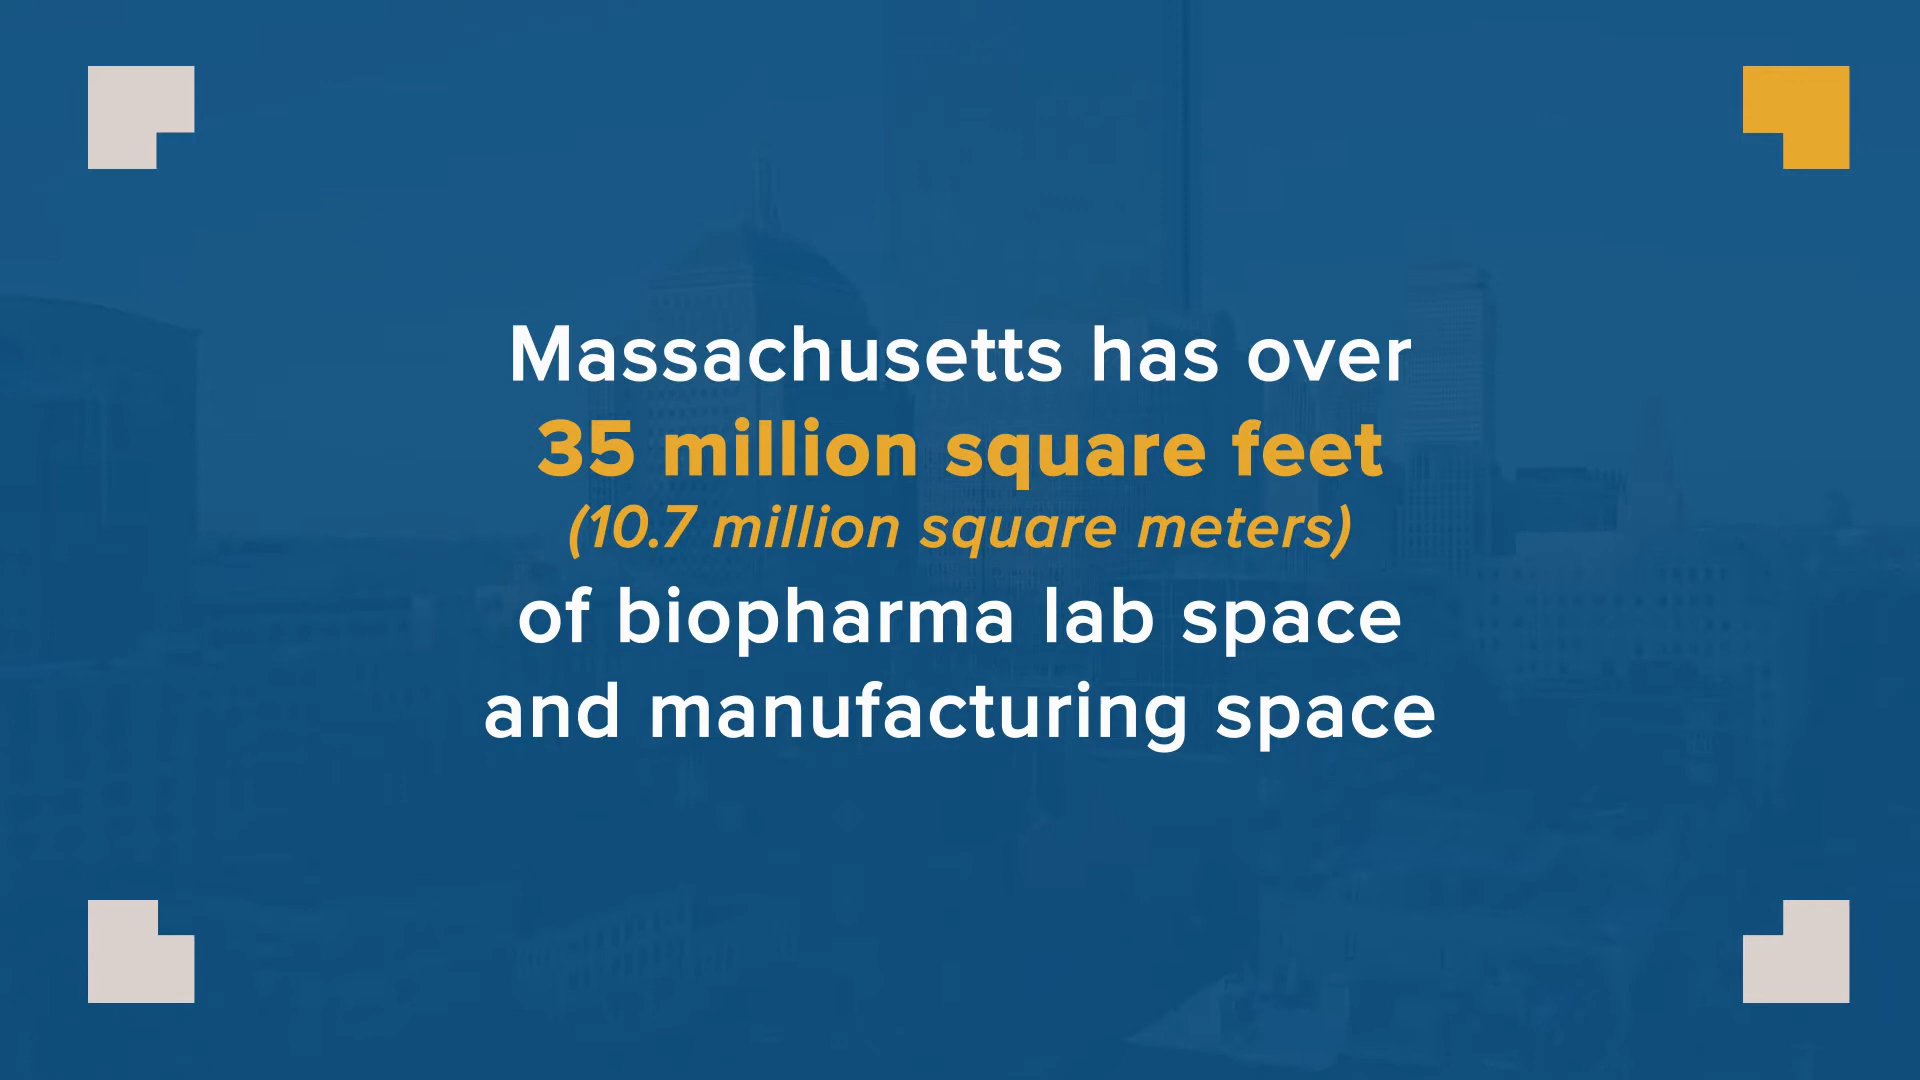 Massachusetts has over
35 million square feet
(10.7 million square meters)
of biopharma lab space
and manufacturing space